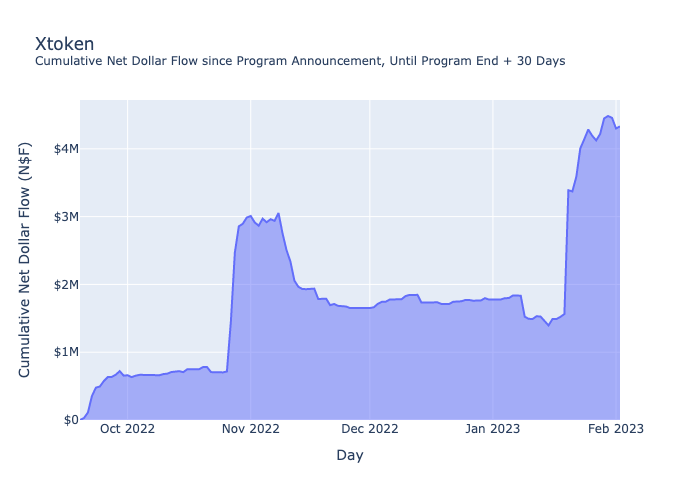 Xtoken
Cumulative Net Dollar Flow since Program Announcement, Until Program End + 30 Days
Cumulative Net Dollar Flow (N$F)
$4M
$3M
$2M
$1M
$0
Oct 2022
Nov 2022
Dec 2022
Jan 2023
Feb 2023
Day